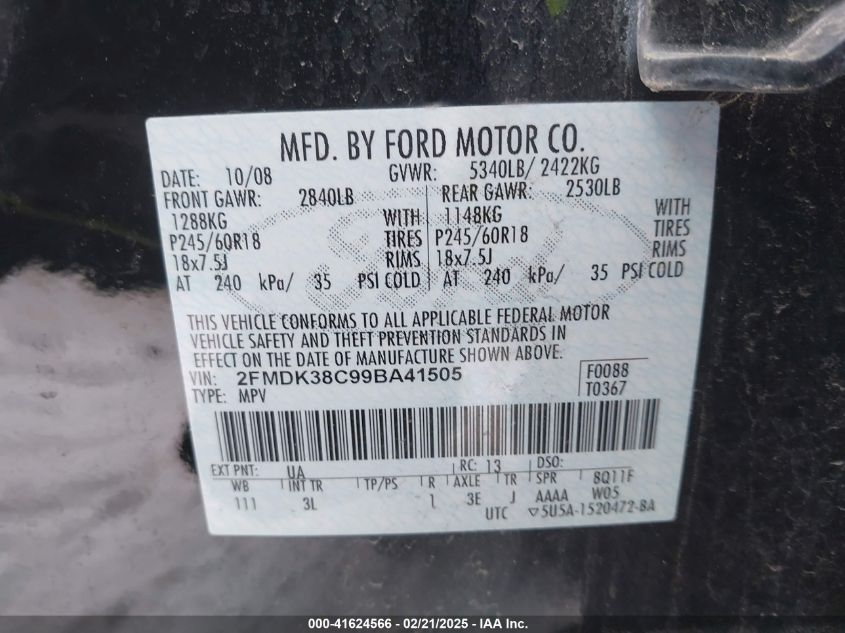 MFD. BY FORD MOTOR CO.
DATE: 10/08 GVWR: 5340LB/ 2422KG
FRONT GAWR: 2840LB REAR GAWR: 2530LB
1288KG WITH 1148KG WITH
P245/60R18 TIRES P245/60R18 TIRES
18x7.5J RIMS 18x7.5J RIMS
AT 240 kPa/ 35 PSI COLD AT 240 kPa/ 35 PSI COLD
THIS VEHICLE CONFORMS TO ALL APPLICABLE FEDERAL MOTOR
VEHICLE SAFETY AND THEFT PREVENTION STANDARDS IN
EFFECT ON THE DATE OF MANUFACTURE SHOWN ABOVE.
VIN: 2FMDK38C99BA41505 F0088
TYPE: MPV T0367
EXT PNT: UA RC: 13 DSO:
WB INT TR TP/PS R AXLE TR SPR 8Q11F
111 3L 1 3E J AAAA W05
UTC ▽5U5A-1520472-BA
000-41624566 - 02/21/2025 - IAA Inc.